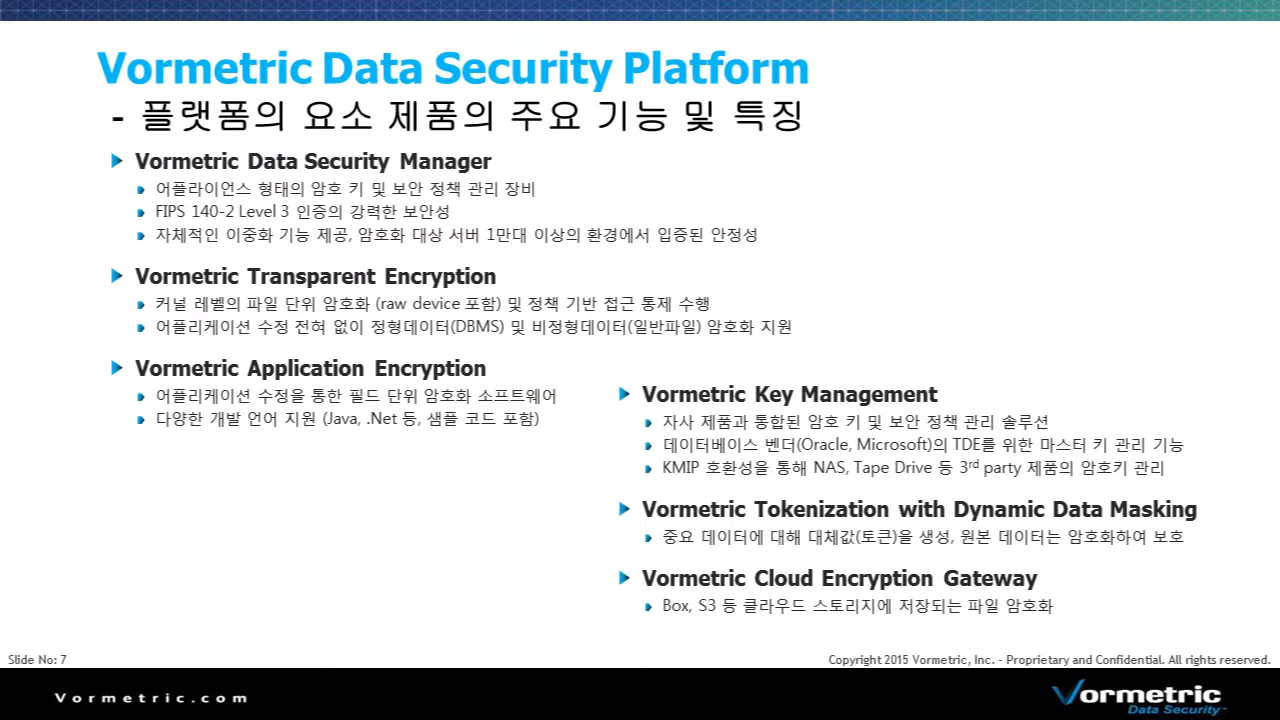 Vormetric Data Security Platform
- 플랫폼의 요소 제품의 주요 기능 및 특징
Vormetric Data Security Manager
어플라이언스 형태의 암호 키 및 보안 정책 관리 장비
FIPS 140-2 Level 3 인증의 강력한 보안성
자체적인 이중화 기능 제공, 암호화 대상 서버 1만대 이상의 환경에서 입증된 안정성
Vormetric Transparent Encryption
커널 레벨의 파일 단위 암호화 (raw device 포함) 및 정책 기반 접근 통제 수행
어플리케이션 수정 전혀 없이 정형데이터(DBMS) 및 비정형데이터(일반파일) 암호화 지원
Vormetric Application Encryption
어플리케이션 수정을 통한 필드 단위 암호화 소프트웨어
다양한 개발 언어 지원 (Java, .Net 등, 샘플 코드 포함)
Vormetric Key Management
자사 제품과 통합된 암호 키 및 보안 정책 관리 솔루션
데이터베이스 벤더(Oracle, Microsoft)의 TDE를 위한 마스터 키 관리 기능
KMIP 호환성을 통해 NAS, Tape Drive 등 3rd party 제품의 암호키 관리
Vormetric Tokenization with Dynamic Data Masking
중요 데이터에 대해 대체값(토큰)을 생성, 원본 데이터는 암호화하여 보호
Vormetric Cloud Encryption Gateway
Box, S3 등 클라우드 스토리지에 저장되는 파일 암호화
Slide No: 7
Copyright 2015 Vormetric, Inc. - Proprietary and Confidential. All rights reserved.
Vormetric.com
Vormetric
Data Security™